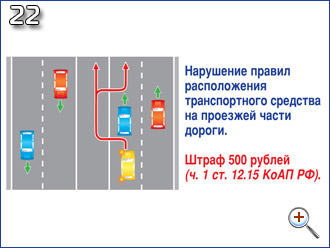 22
Нарушение правил
расположения
транспортного средства
на проезжей части
дороги.
Штраф 500 рублей
(ч. 1 ст. 12.15 КоАП РФ).